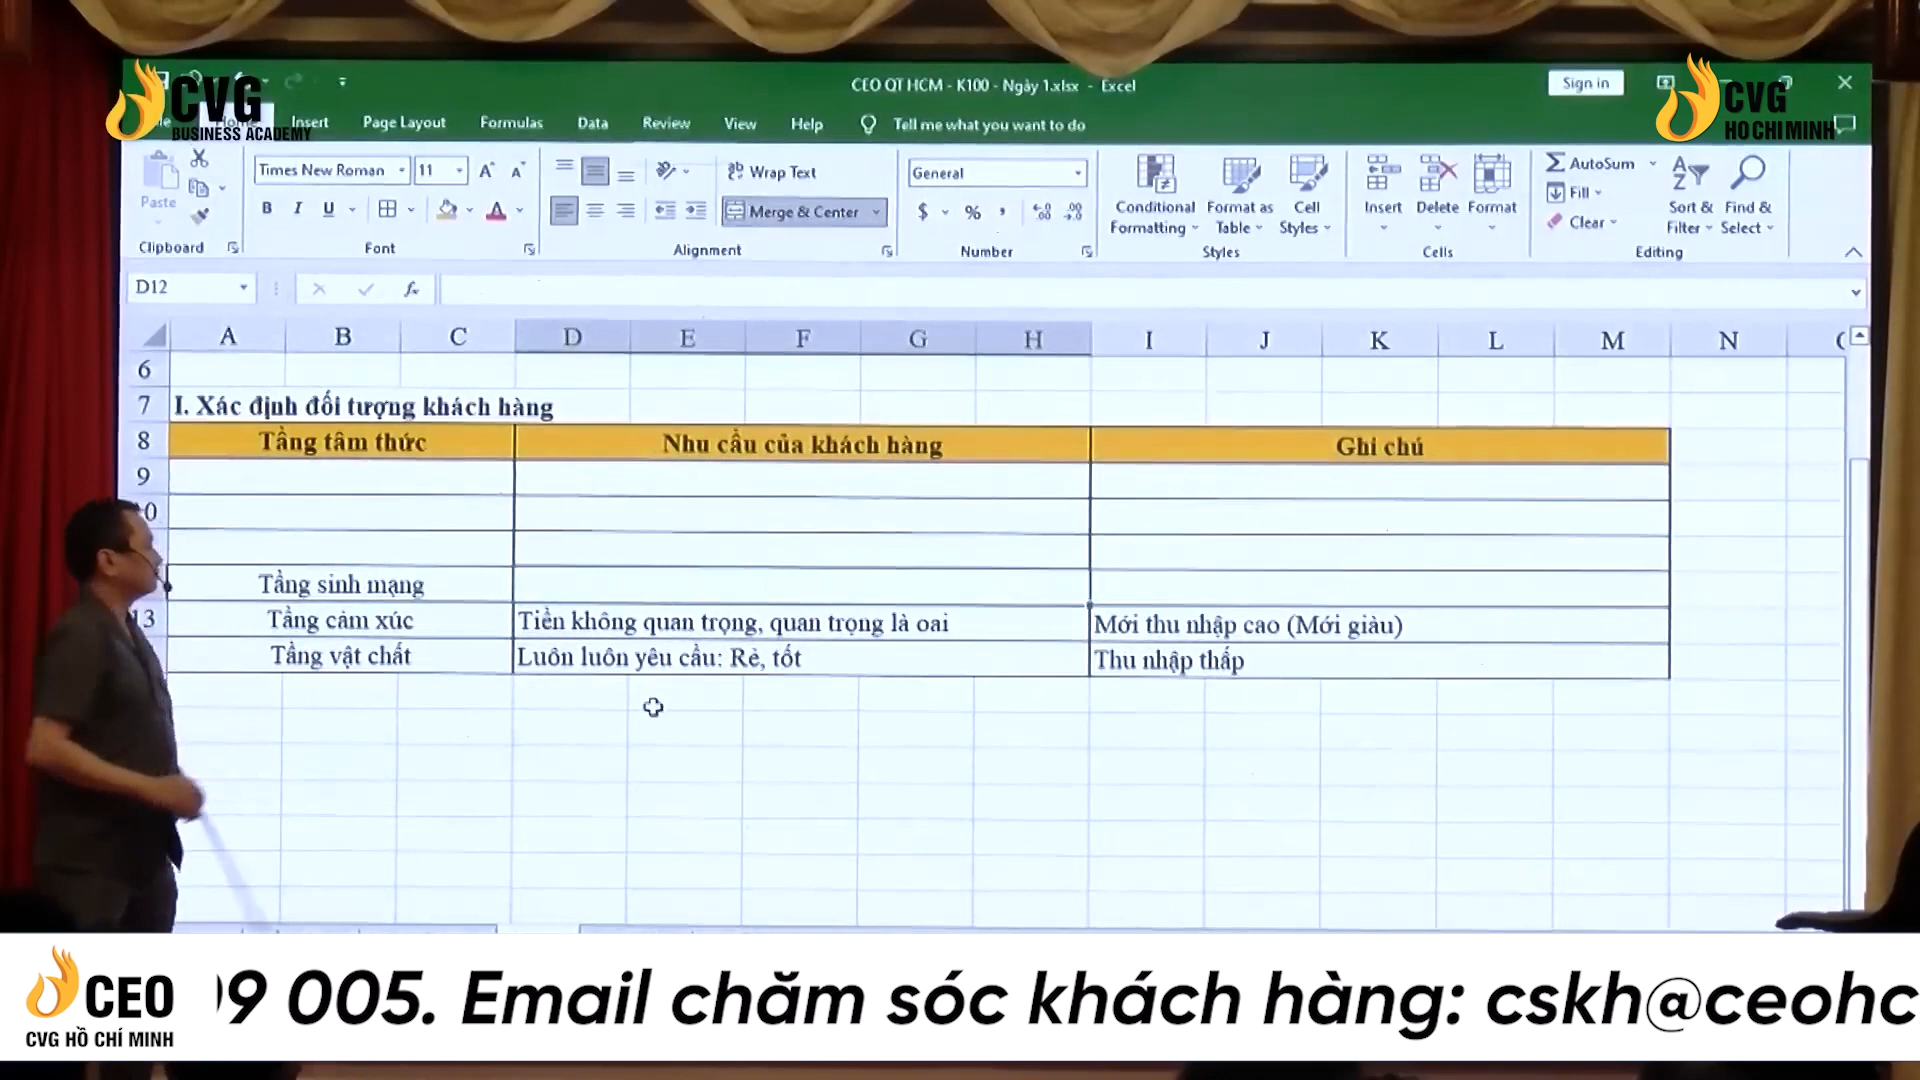 CEO QT HCM - K100 - Ngày 1.xlsx - Excel
Sign in
CVG
BUSINESS ACADEMY
CVG
HO CHI MINH
Insert Page Layout Formulas Data Review View Help Tell me what you want to do
Paste
Clipboard
Times New Roman 11
B I U
Font
Wrap Text
Merge & Center
Alignment
General
$ % ,
Number
Conditional Formatting
Format as Table
Cell Styles
Styles
Insert Delete Format
Cells
AutoSum
Fill
Clear
Sort & Filter
Find & Select
Editing
D12
fx
A B C D E F G H I J K L M N
6
7 I. Xác định đối tượng khách hàng
8 Tầng tâm thức Nhu cầu của khách hàng Ghi chú
9
Tầng sinh mạng
13 Tầng cảm xúc Tiền không quan trọng, quan trọng là oai Mới thu nhập cao (Mới giàu)
Tầng vật chất Luôn luôn yêu cầu: Rẻ, tốt Thu nhập thấp
CEO
CVG HỒ CHÍ MINH
9 005. Email chăm sóc khách hàng: cskh@ceohc